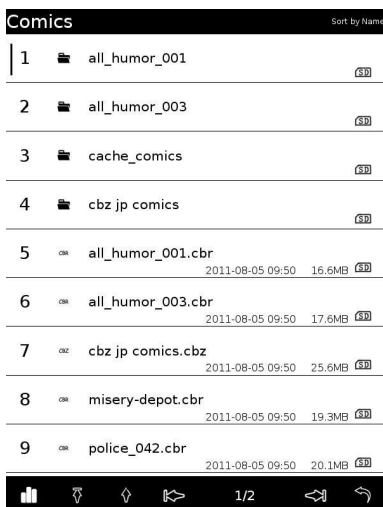 Comics Sort by Name
1 all_humor_001
SD
2 all_humor_003
SD
3 cache_comics
SD
4 cbz jp comics
SD
5 CBR all_humor_001.cbr
2011-08-05 09:50 16.6MB SD
6 CBR all_humor_003.cbr
2011-08-05 09:50 17.6MB SD
7 CBZ cbz jp comics.cbz
2011-08-05 09:50 25.6MB SD
8 CBR misery-depot.cbr
2011-08-05 09:50 19.3MB SD
9 CBR police_042.cbr
2011-08-05 09:50 20.1MB SD
1/2